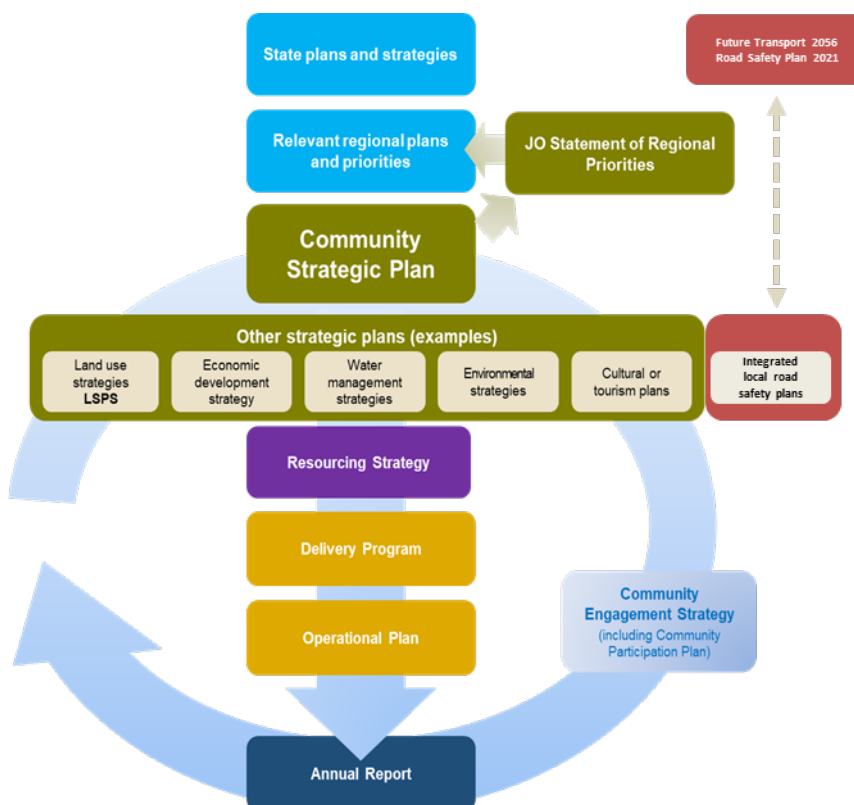 State plans and strategies
Future Transport 2056
Road Safety Plan 2021
Relevant regional plans
and priorities
JO Statement of Regional
Priorities
Community
Strategic Plan
Other strategic plans (examples)
Land use
strategies
LSPS
Economic
development
strategy
Water
management
strategies
Environmental
strategies
Cultural or
tourism plans
Integrated
local road
safety plans
Resourcing Strategy
Delivery Program
Operational Plan
Community
Engagement Strategy
(including Community
Participation Plan)
Annual Report